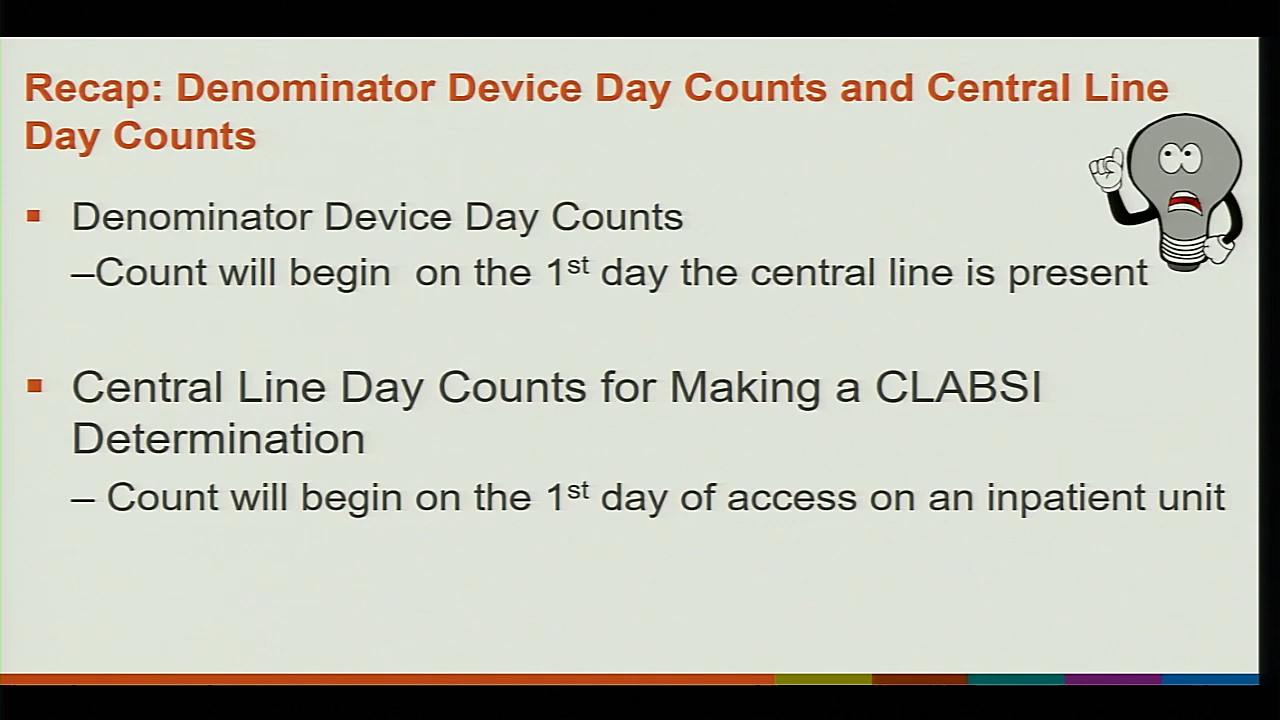 Recap: Denominator Device Day Counts and Central Line
Day Counts
▪ Denominator Device Day Counts
–Count will begin  on the 1st day the central line is present
▪ Central Line Day Counts for Making a CLABSI
Determination
– Count will begin on the 1st day of access on an inpatient unit